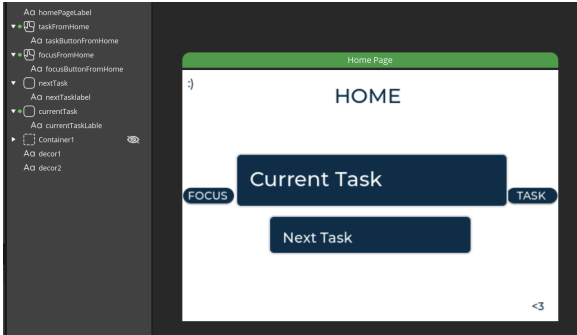 homePageLabel
taskFromHome
taskButtonFromHome
focusFromHome
focusButtonFromHome
nextTask
nextTasklabel
currentTask
currentTaskLable
Container1
decor1
decor2
Home Page
:)
HOME
Current Task
FOCUS
TASK
Next Task
<3